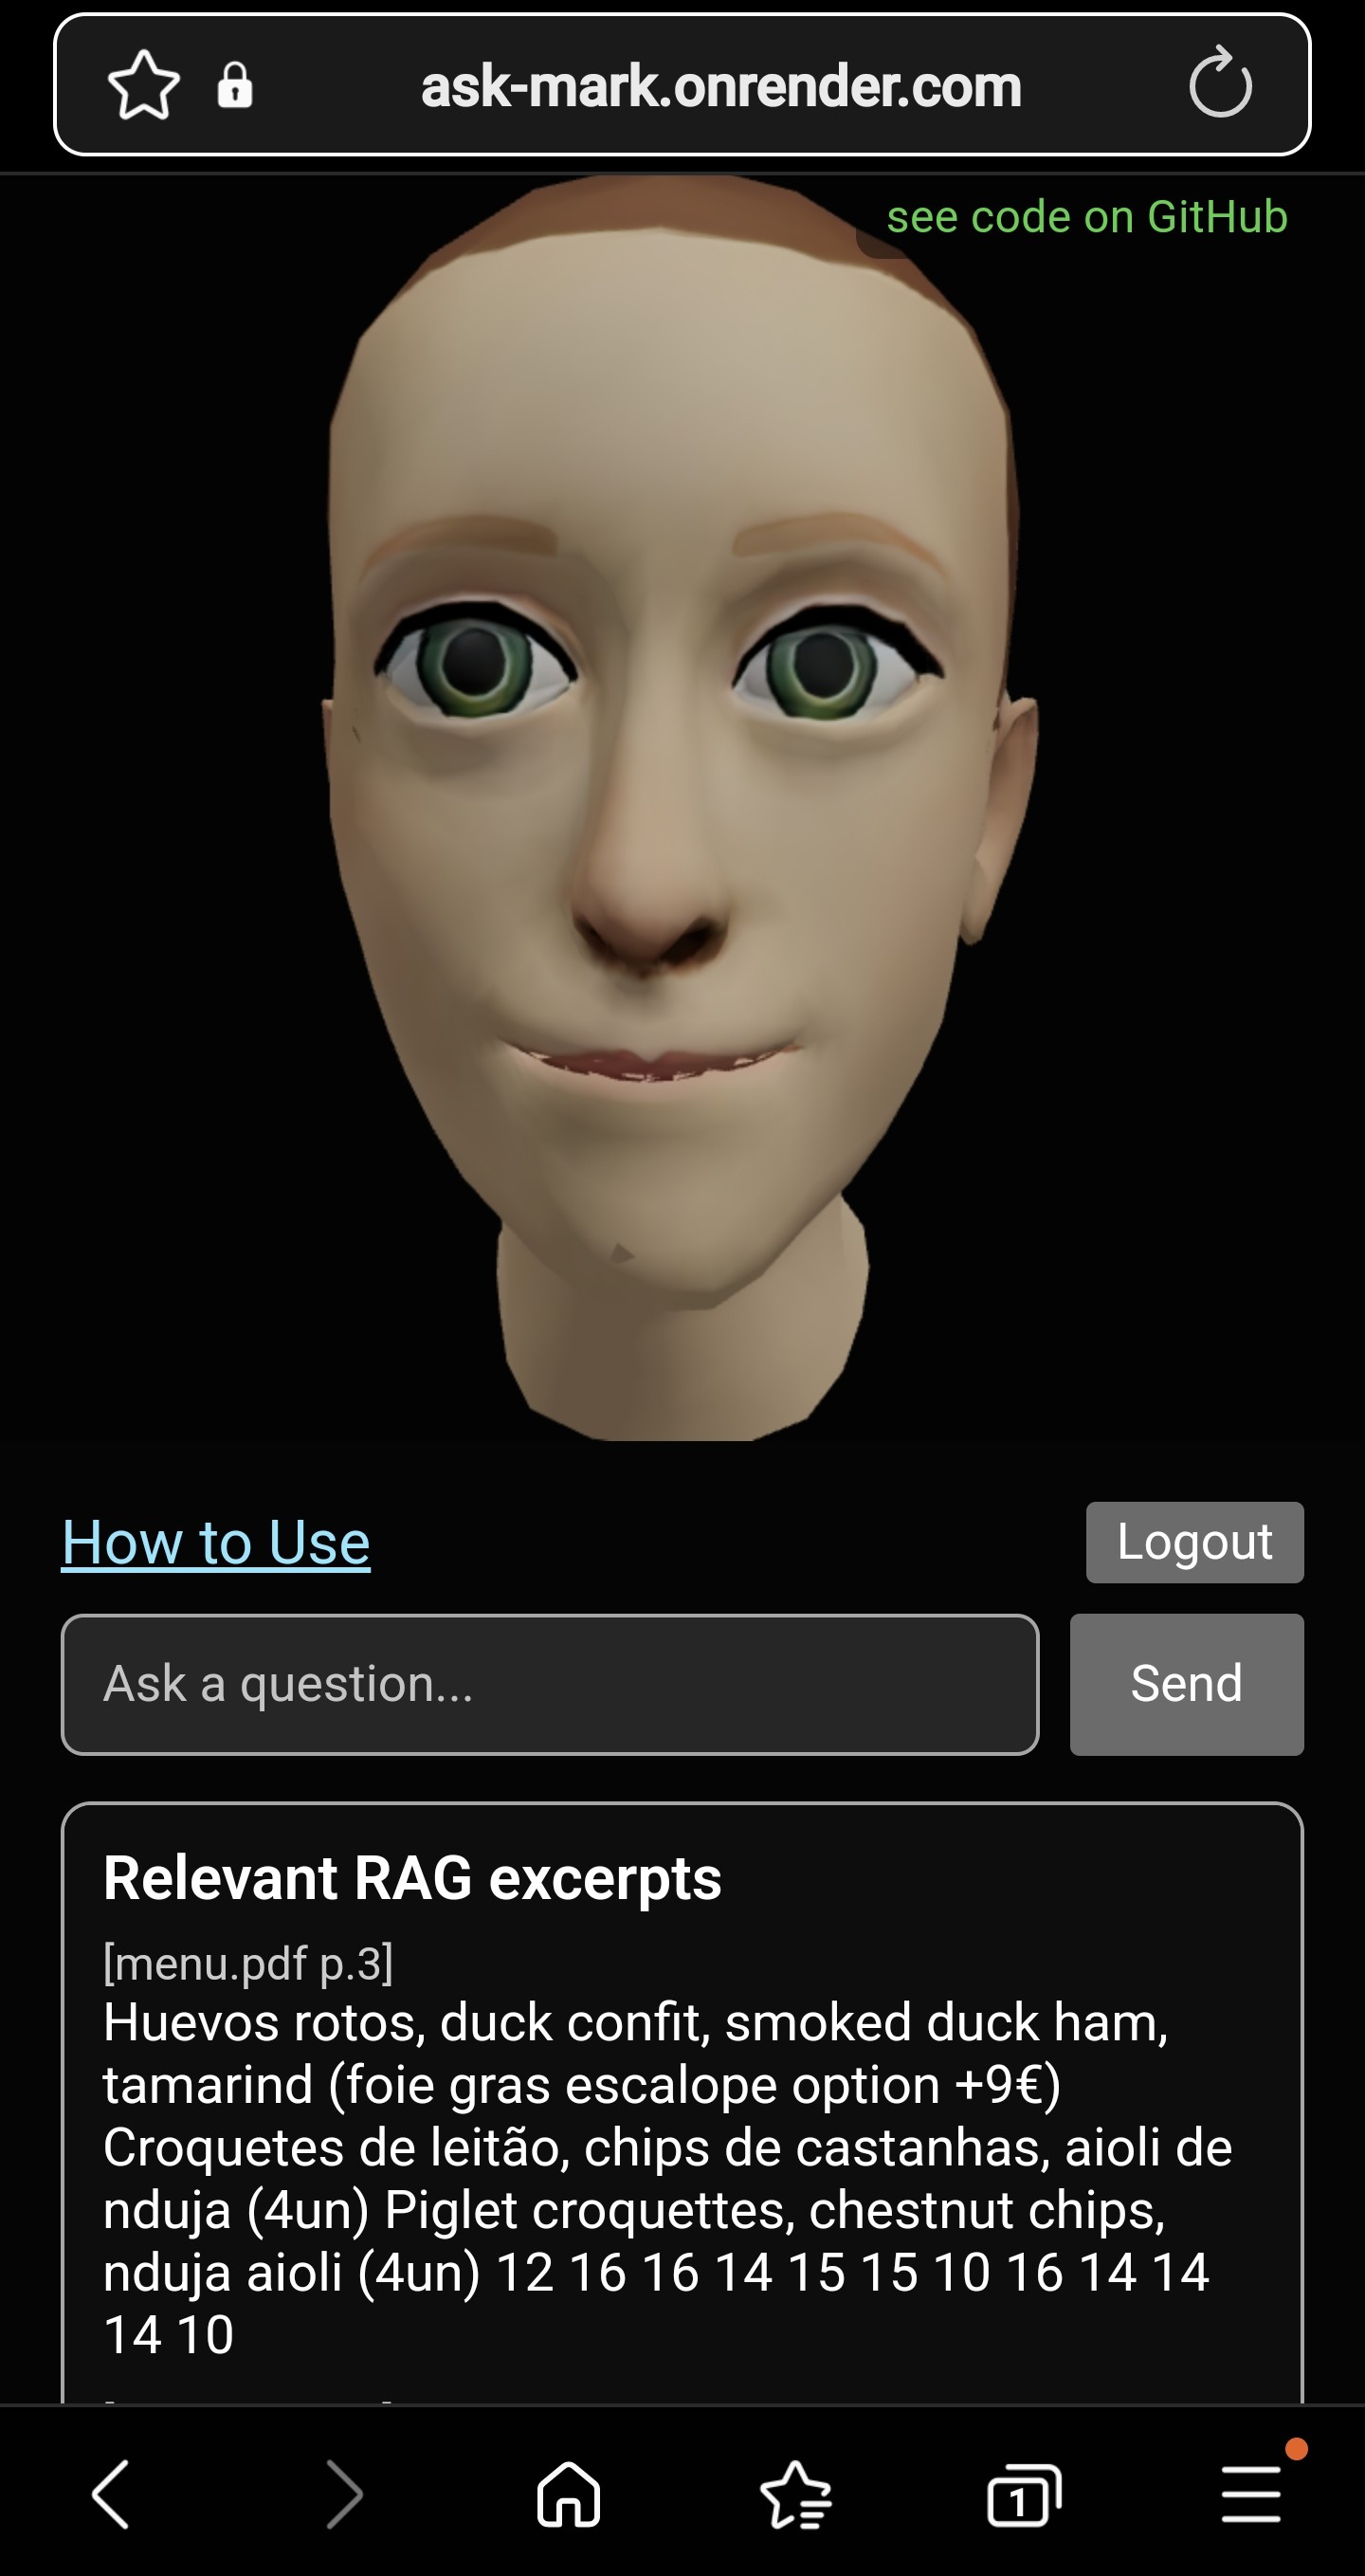 ask-mark.onrender.com
see code on GitHub
How to Use
Logout
Ask a question...
Send
Relevant RAG excerpts
[menu.pdf p.3]
Huevos rotos, duck confit, smoked duck ham,
tamarind (foie gras escalope option +9€)
Croquetes de leitão, chips de castanhas, aioli de
nduja (4un) Piglet croquettes, chestnut chips,
nduja aioli (4un) 12 16 16 14 15 15 10 16 14 14
14 10
1